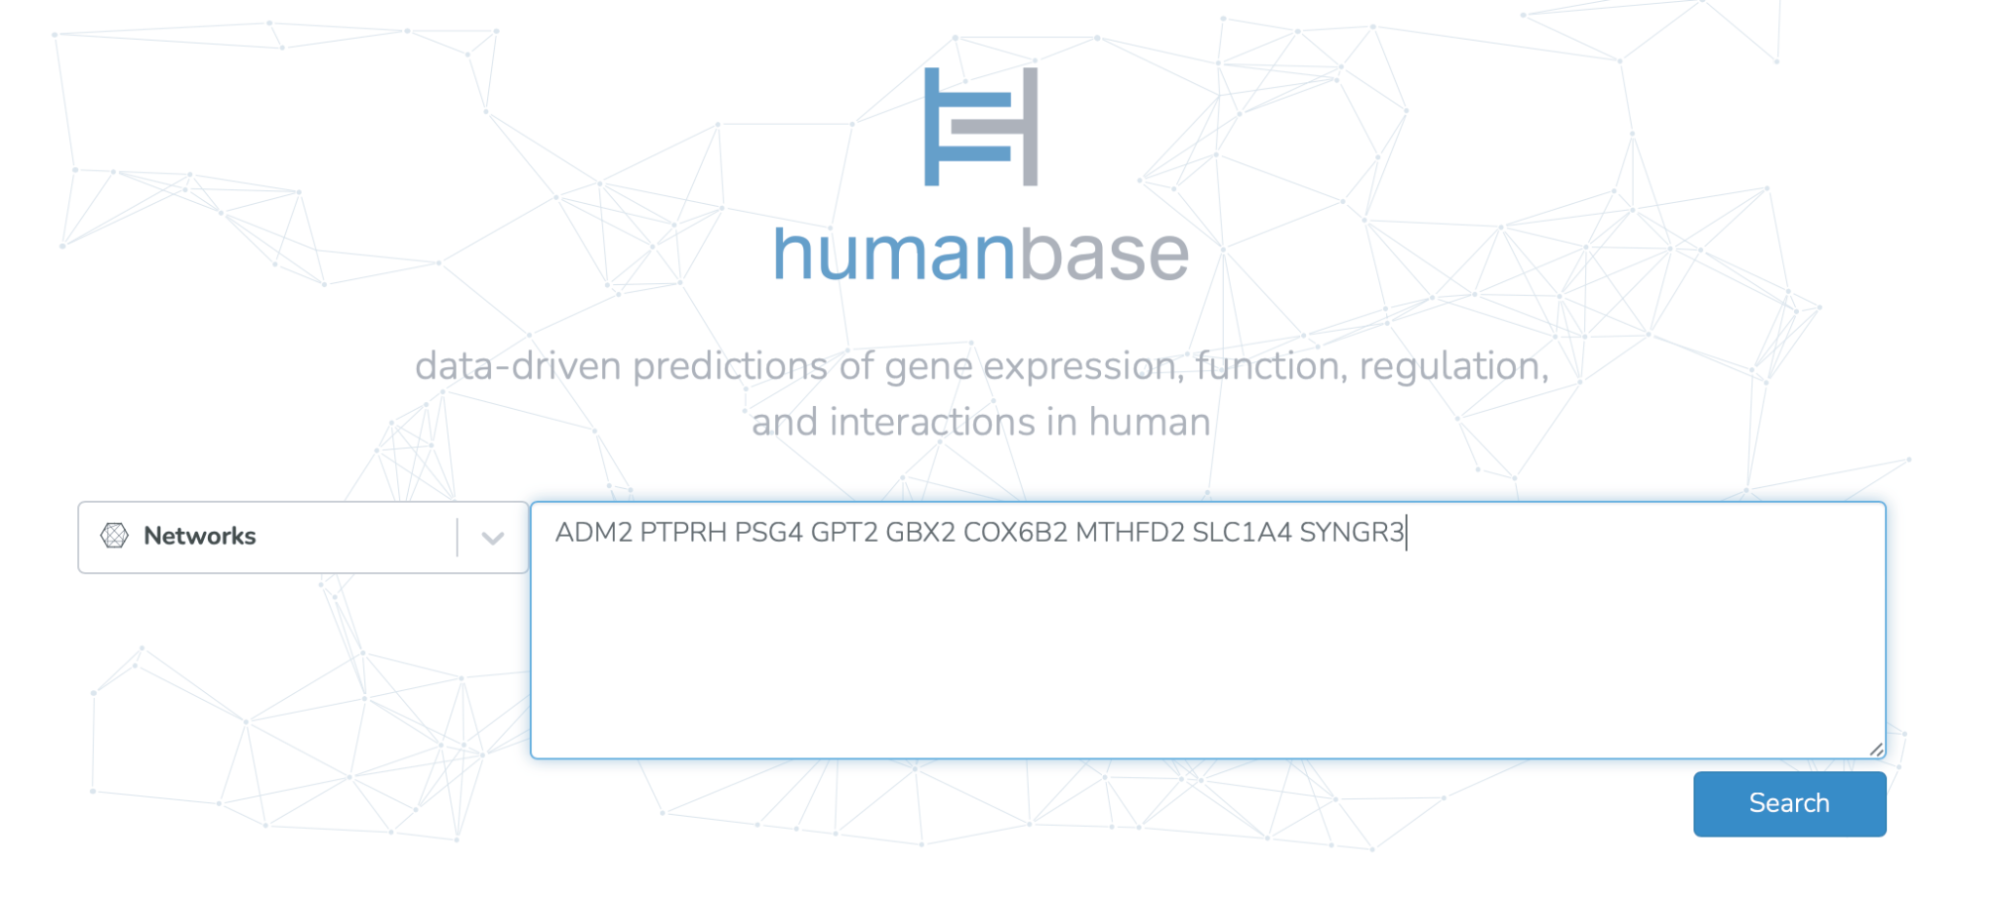 humanbase
data-driven predictions of gene expression, function, regulation,
and interactions in human
Networks
ADM2 PTPRH PSG4 GPT2 GBX2 COX6B2 MTHFD2 SLC1A4 SYNGR3
Search